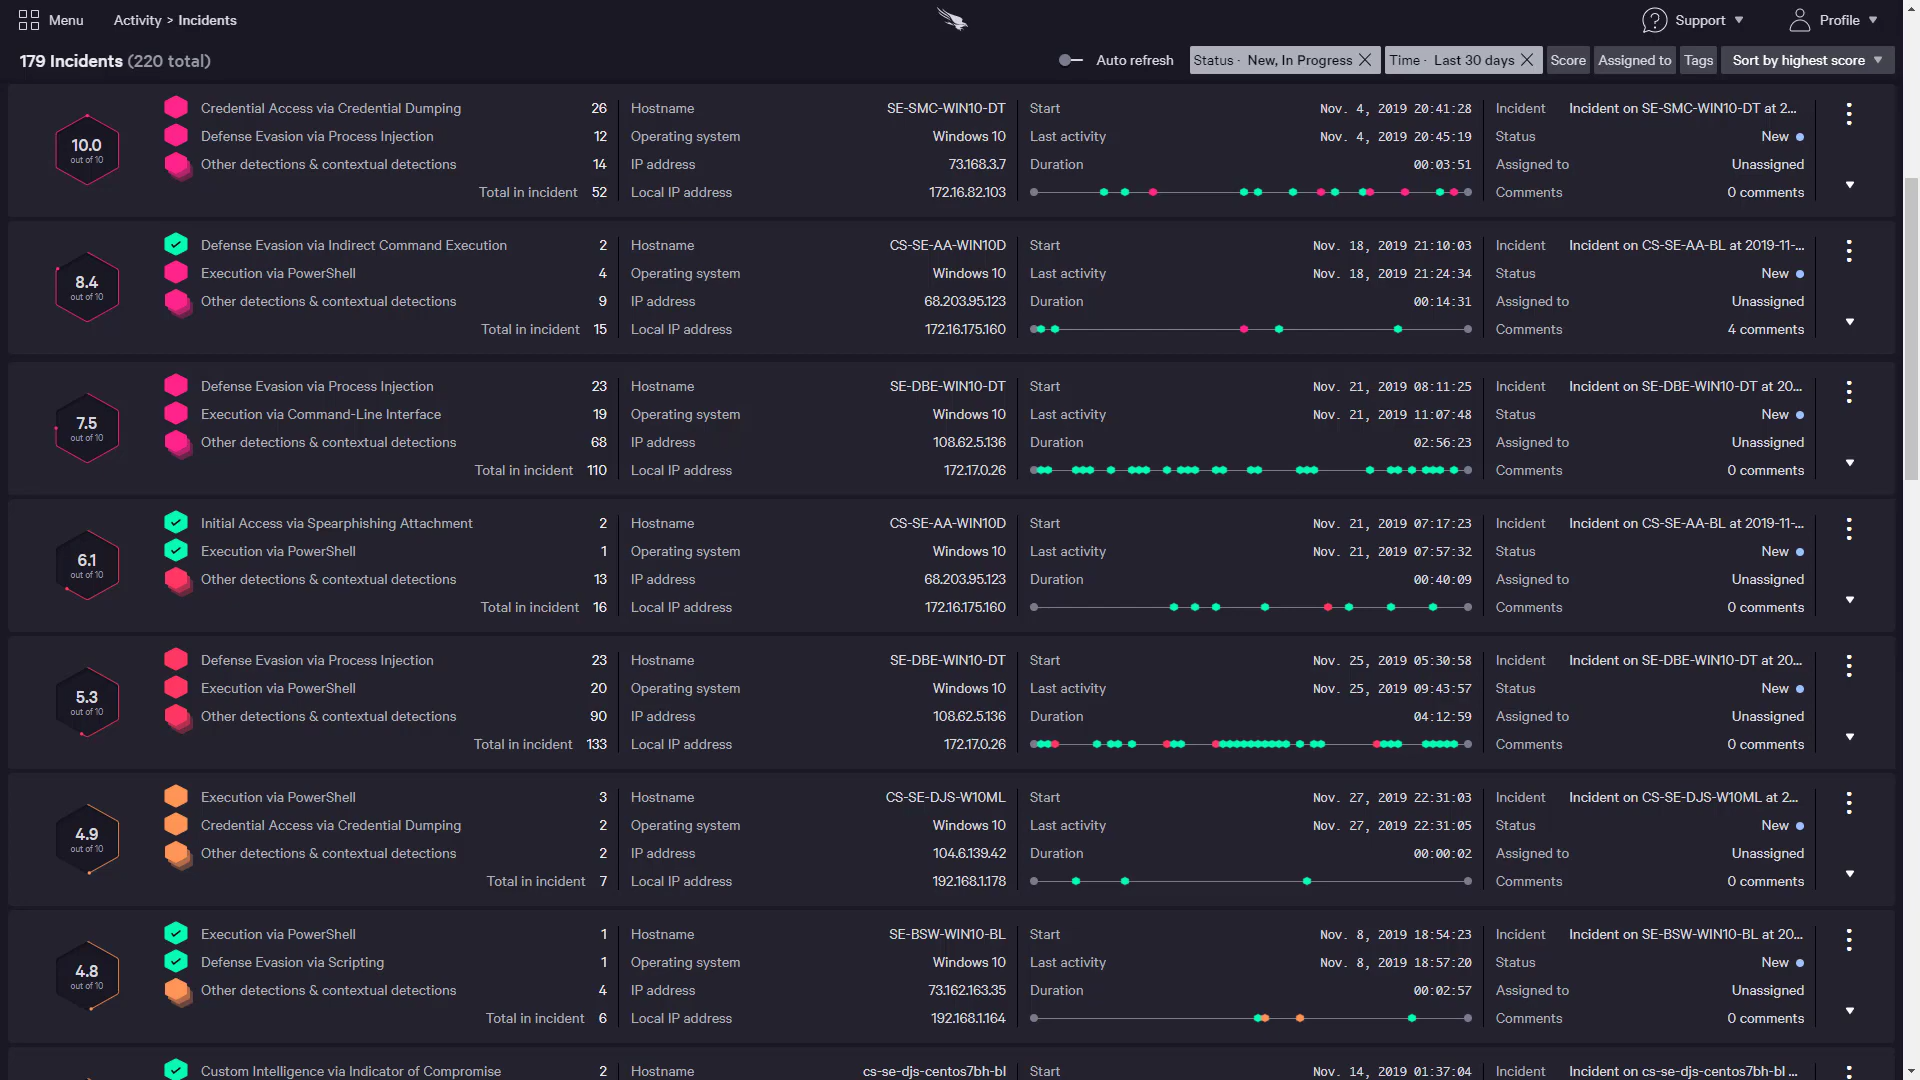 Menu
Activity > Incidents
Support
Profile
179 Incidents (220 total)
Auto refresh
Status · New, In Progress
Time · Last 30 days
Score
Assigned to
Tags
Sort by highest score
10.0
out of 10
Credential Access via Credential Dumping 26
Defense Evasion via Process Injection 12
Other detections & contextual detections 14
Total in incident 52
Hostname SE-SMC-WIN10-DT
Operating system Windows 10
IP address 73.168.3.7
Local IP address 172.16.82.103
Start Nov. 4, 2019 20:41:28
Last activity Nov. 4, 2019 20:45:19
Duration 00:03:51
Incident Incident on SE-SMC-WIN10-DT at 2...
Status New
Assigned to Unassigned
Comments 0 comments
8.4
out of 10
Defense Evasion via Indirect Command Execution 2
Execution via PowerShell 4
Other detections & contextual detections 9
Total in incident 15
Hostname CS-SE-AA-WIN10D
Operating system Windows 10
IP address 68.203.95.123
Local IP address 172.16.175.160
Start Nov. 18, 2019 21:10:03
Last activity Nov. 18, 2019 21:24:34
Duration 00:14:31
Incident Incident on CS-SE-AA-BL at 2019-11-...
Status New
Assigned to Unassigned
Comments 4 comments
7.5
out of 10
Defense Evasion via Process Injection 23
Execution via Command-Line Interface 19
Other detections & contextual detections 68
Total in incident 110
Hostname SE-DBE-WIN10-DT
Operating system Windows 10
IP address 108.62.5.136
Local IP address 172.17.0.26
Start Nov. 21, 2019 08:11:25
Last activity Nov. 21, 2019 11:07:48
Duration 02:56:23
Incident Incident on SE-DBE-WIN10-DT at 20...
Status New
Assigned to Unassigned
Comments 0 comments
6.1
out of 10
Initial Access via Spearphishing Attachment 2
Execution via PowerShell 1
Other detections & contextual detections 13
Total in incident 16
Hostname CS-SE-AA-WIN10D
Operating system Windows 10
IP address 68.203.95.123
Local IP address 172.16.175.160
Start Nov. 21, 2019 07:17:23
Last activity Nov. 21, 2019 07:57:32
Duration 00:40:09
Incident Incident on CS-SE-AA-BL at 2019-11-...
Status New
Assigned to Unassigned
Comments 0 comments
5.3
out of 10
Defense Evasion via Process Injection 23
Execution via PowerShell 20
Other detections & contextual detections 90
Total in incident 133
Hostname SE-DBE-WIN10-DT
Operating system Windows 10
IP address 108.62.5.136
Local IP address 172.17.0.26
Start Nov. 25, 2019 05:30:58
Last activity Nov. 25, 2019 09:43:57
Duration 04:12:59
Incident Incident on SE-DBE-WIN10-DT at 20...
Status New
Assigned to Unassigned
Comments 0 comments
4.9
out of 10
Execution via PowerShell 3
Credential Access via Credential Dumping 2
Other detections & contextual detections 2
Total in incident 7
Hostname CS-SE-DJS-W10ML
Operating system Windows 10
IP address 104.6.139.42
Local IP address 192.168.1.178
Start Nov. 27, 2019 22:31:03
Last activity Nov. 27, 2019 22:31:05
Duration 00:00:02
Incident Incident on CS-SE-DJS-W10ML at 2...
Status New
Assigned to Unassigned
Comments 0 comments
4.8
out of 10
Execution via PowerShell 1
Defense Evasion via Scripting 1
Other detections & contextual detections 4
Total in incident 6
Hostname SE-BSW-WIN10-BL
Operating system Windows 10
IP address 73.162.163.35
Local IP address 192.168.1.164
Start Nov. 8, 2019 18:54:23
Last activity Nov. 8, 2019 18:57:20
Duration 00:02:57
Incident Incident on SE-BSW-WIN10-BL at 20...
Status New
Assigned to Unassigned
Comments 0 comments
Custom Intelligence via Indicator of Compromise 2
Hostname cs-se-djs-centos7bh-bl
Start Nov. 14, 2019 01:37:04
Incident Incident on cs-se-djs-centos7bh-bl ...